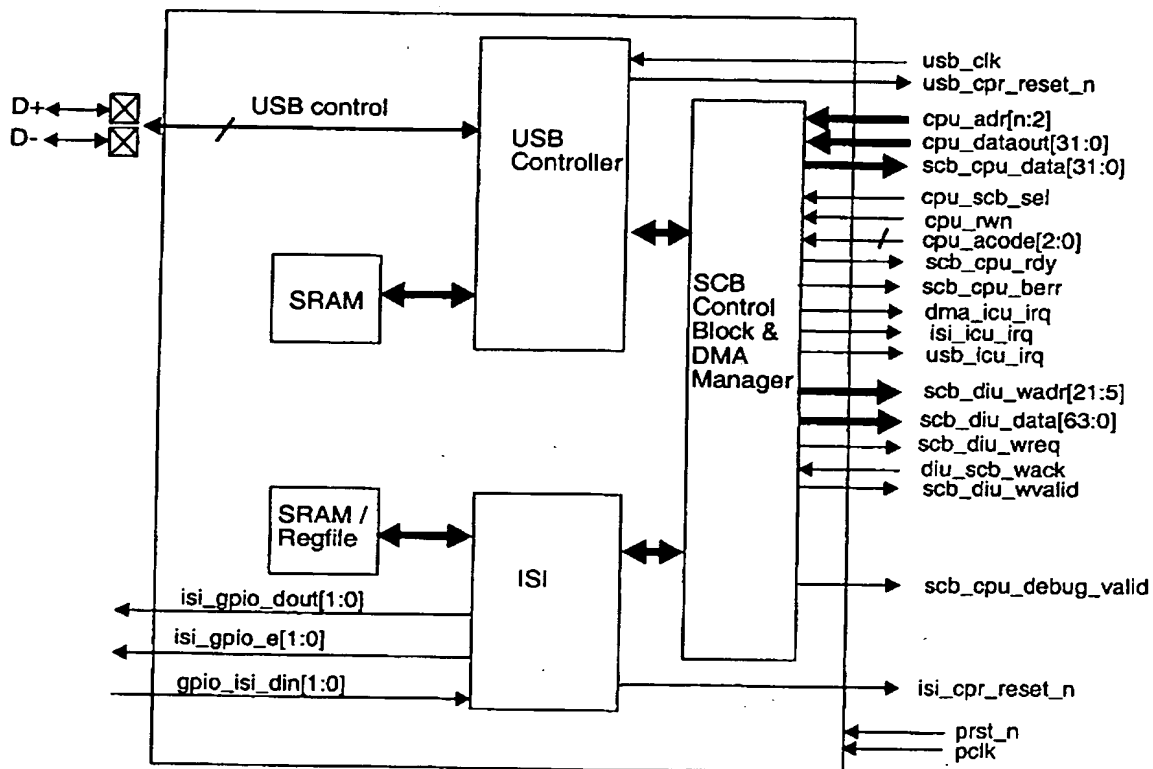 usb_clk
usb_cpr_reset_n
D+
USB control
D-
USB
Controller
cpu_adr[n:2]
cpu_dataout[31:0]
scb_cpu_data[31:0]
cpu_scb_sel
cpu_rwn
cpu_acode[2:0]
scb_cpu_rdy
scb_cpu_berr
dma_icu_irq
isi_icu_irq
usb_icu_irq
SRAM
SCB
Control
Block &
DMA
Manager
scb_diu_wadr[21:5]
scb_diu_data[63:0]
scb_diu_wreq
diu_scb_wack
scb_diu_wvalid
SRAM /
Regfile
ISI
scb_cpu_debug_valid
isi_gpio_dout[1:0]
isi_gpio_e[1:0]
gpio_isi_din[1:0]
isi_cpr_reset_n
prst_n
pclk